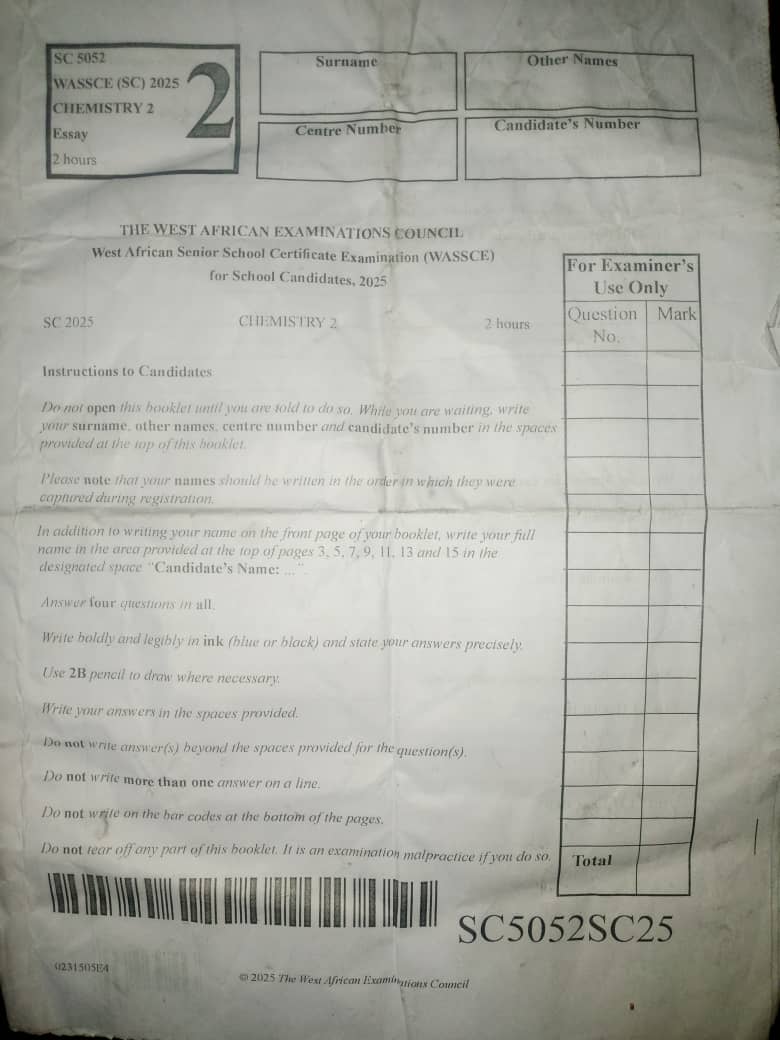 SC 5052
WASSCE (SC) 2025
CHEMISTRY 2
Essay
2 hours
2
Surname
Other Names
Centre Number
Candidate's Number
THE WEST AFRICAN EXAMINATIONS COUNCIL
West African Senior School Certificate Examination (WASSCE)
for School Candidates, 2025
SC 2025
CHEMISTRY 2
2 hours
For Examiner's
Use Only
Question
No.
Mark
Total
Instructions to Candidates
Do not open this booklet until you are told to do so. While you are waiting, write
your surname, other names, centre number and candidate's number in the spaces
provided at the top of this booklet.
Please note that your names should be written in the order in which they were
captured during registration.
In addition to writing your name on the front page of your booklet, write your full
name in the area provided at the top of pages 3, 5, 7, 9, 11, 13 and 15 in the
designated space "Candidate's Name: ...".
Answer four questions in all.
Write boldly and legibly in ink (blue or black) and state your answers precisely.
Use 2B pencil to draw where necessary.
Write your answers in the spaces provided.
Do not write answer(s) beyond the spaces provided for the question(s).
Do not write more than one answer on a line.
Do not write on the bar codes at the bottom of the pages.
Do not tear off any part of this booklet. It is an examination malpractice if you do so.
SC5052SC25
0231505E4
© 2025 The West African Examinations Council